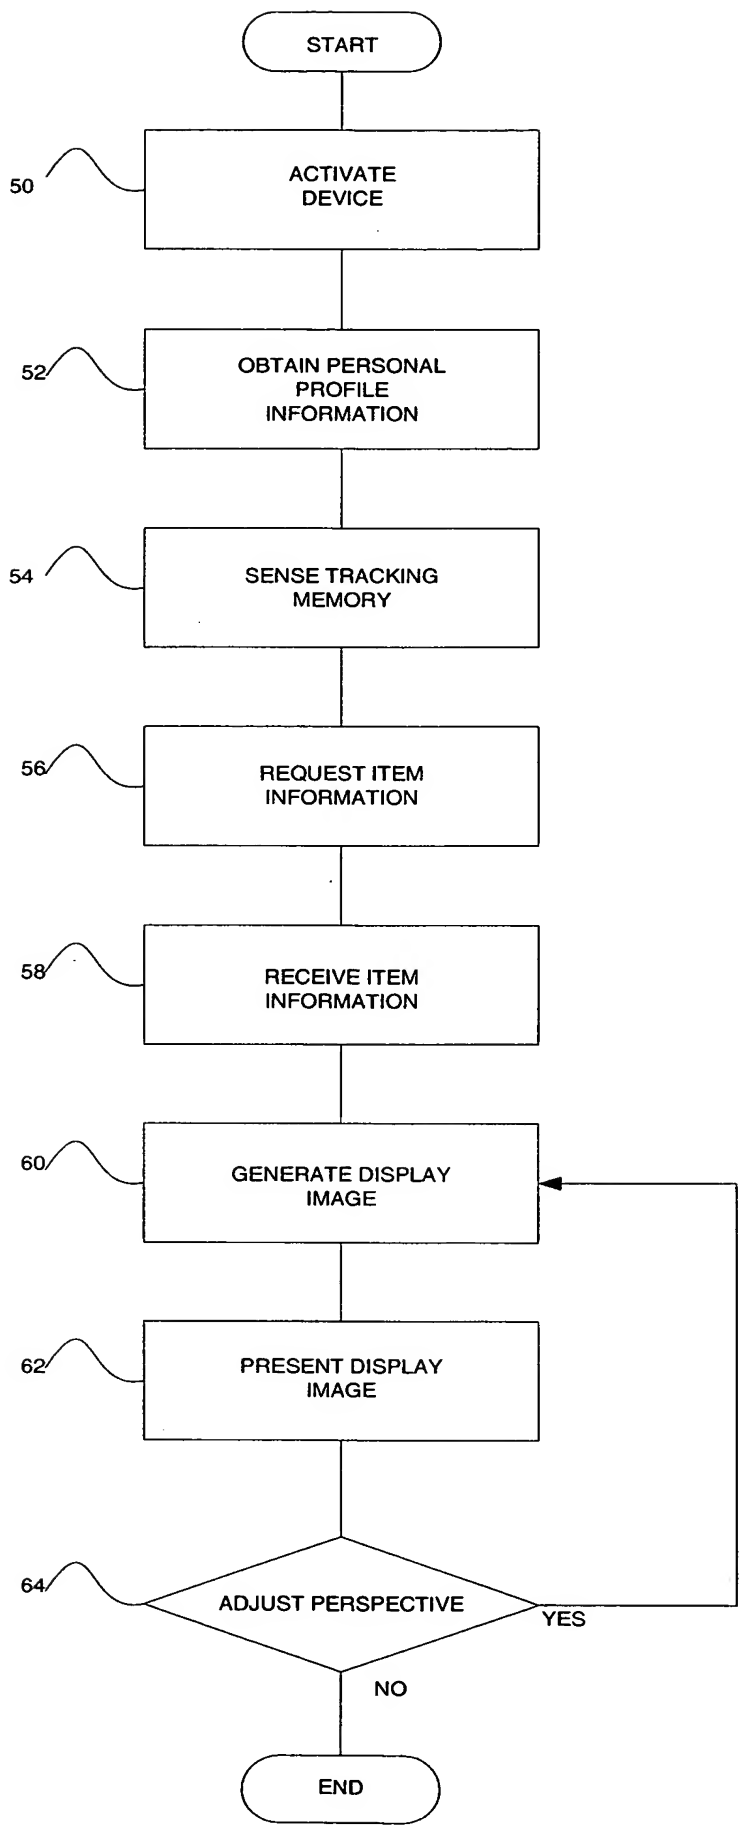 START
50
ACTIVATE
DEVICE
52
OBTAIN PERSONAL
PROFILE
INFORMATION
54
SENSE TRACKING
MEMORY
56
REQUEST ITEM
INFORMATION
58
RECEIVE ITEM
INFORMATION
60
GENERATE DISPLAY
IMAGE
62
PRESENT DISPLAY
IMAGE
64
ADJUST PERSPECTIVE
YES
NO
END